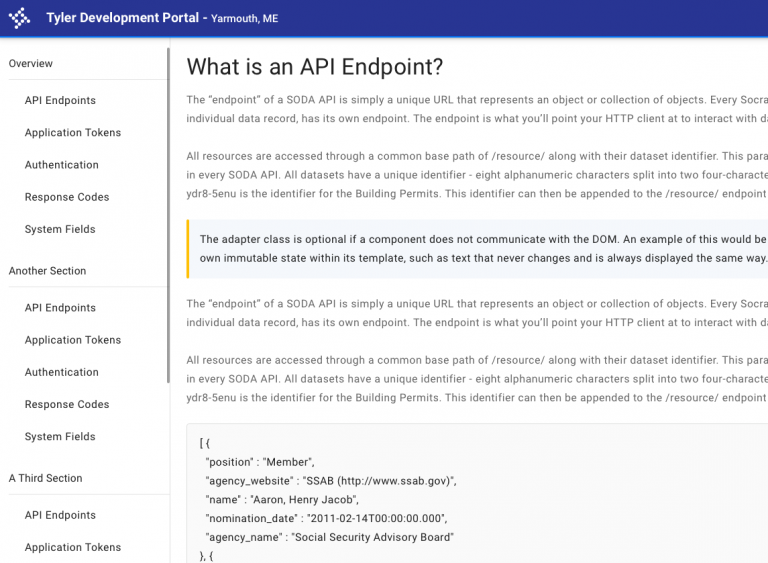 Tyler Development Portal - Yarmouth, ME
Overview
API Endpoints
Application Tokens
Authentication
Response Codes
System Fields
Another Section
API Endpoints
Application Tokens
Authentication
Response Codes
System Fields
A Third Section
API Endpoints
Application Tokens
What is an API Endpoint?
The “endpoint” of a SODA API is simply a unique URL that represents an object or collection of objects. Every Socra
individual data record, has its own endpoint. The endpoint is what you’ll point your HTTP client at to interact with da
All resources are accessed through a common base path of /resource/ along with their dataset identifier. This para
in every SODA API. All datasets have a unique identifier - eight alphanumeric characters split into two four-characte
ydr8-5enu is the identifier for the Building Permits. This identifier can then be appended to the /resource/ endpoint
The adapter class is optional if a component does not communicate with the DOM. An example of this would be
own immutable state within its template, such as text that never changes and is always displayed the same way.
The “endpoint” of a SODA API is simply a unique URL that represents an object or collection of objects. Every Socra
individual data record, has its own endpoint. The endpoint is what you’ll point your HTTP client at to interact with da
All resources are accessed through a common base path of /resource/ along with their dataset identifier. This para
in every SODA API. All datasets have a unique identifier - eight alphanumeric characters split into two four-characte
ydr8-5enu is the identifier for the Building Permits. This identifier can then be appended to the /resource/ endpoint
[ {
"position" : "Member",
"agency_website" : "SSAB (http://www.ssab.gov)",
"name" : "Aaron, Henry Jacob",
"nomination_date" : "2011-02-14T00:00:00.000",
"agency_name" : "Social Security Advisory Board"
}, {